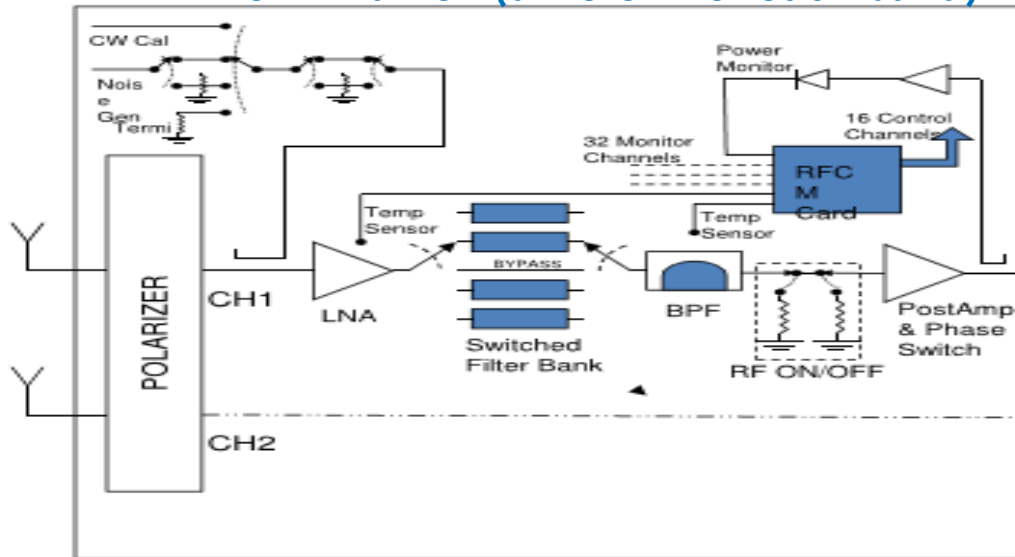 CW Cal
Nois
e
Gen
Termi
Power
Monitor
16 Control
Channels
32 Monitor
Channels
RFC
M
Card
Temp
Sensor
Temp
Sensor
BYPASS
POLARIZER
CH1
LNA
BPF
PostAmp
& Phase
Switch
Switched
Filter Bank
RF ON/OFF
CH2